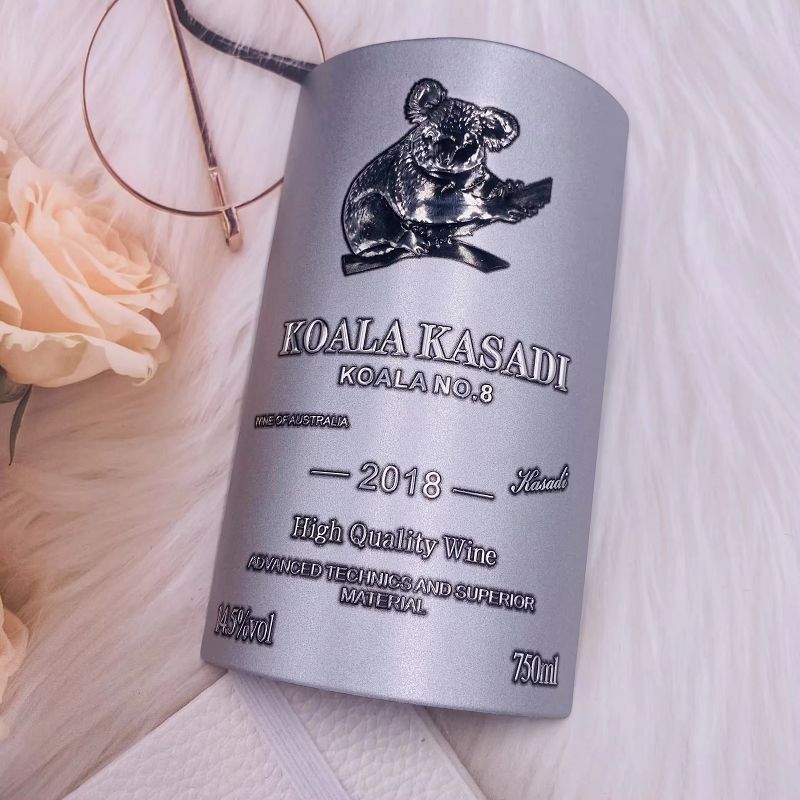 KOALA KASADI
KOALA NO.8
WINE OF AUSTRALIA
— 2018 —
Kasadi
High Quality Wine
ADVANCED TECHNICS AND SUPERIOR
MATERIAL
14.5%vol
750ml